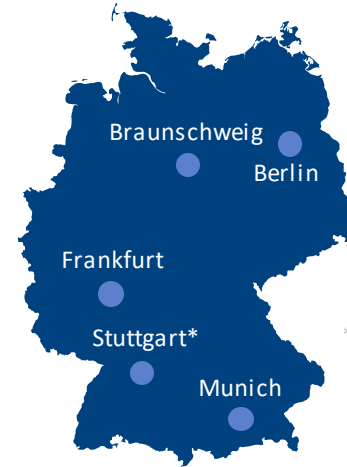 Braunschweig
Berlin
Frankfurt
Stuttgart*
Munich